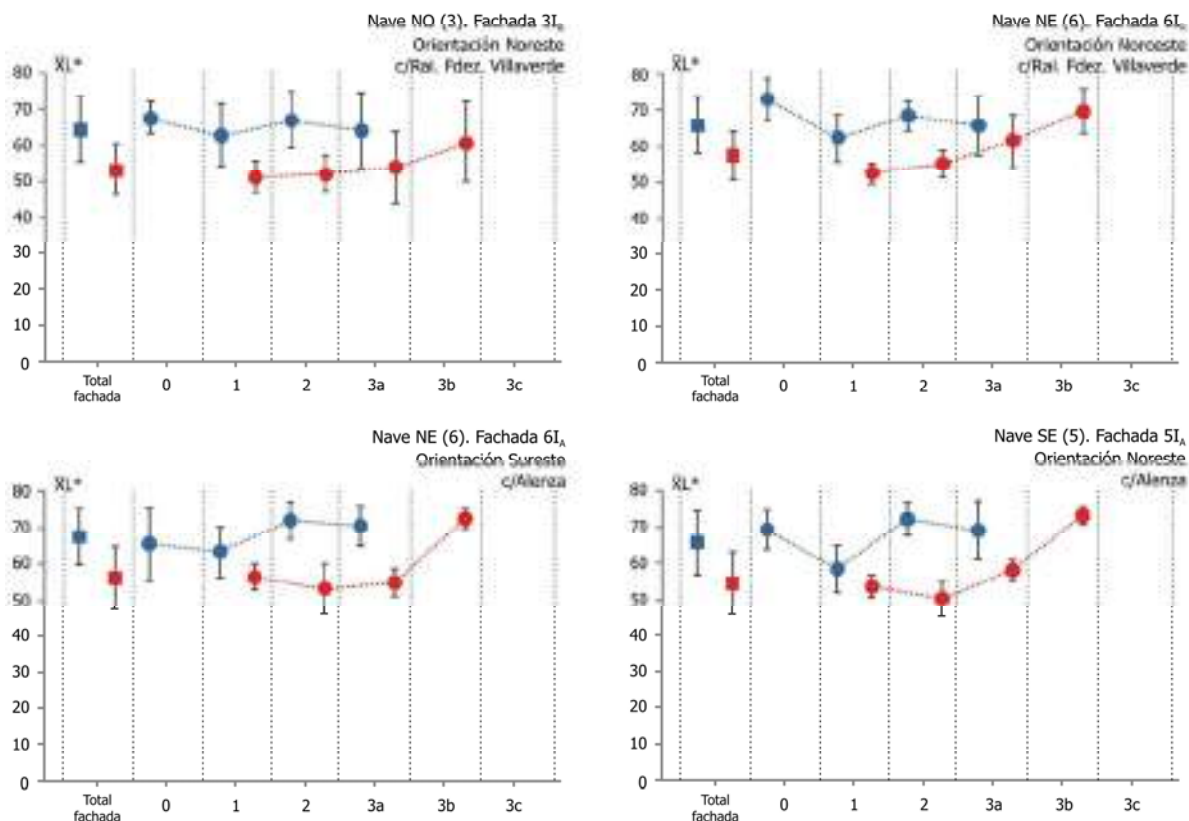 Nave NO (3). Fachada 3I
Orientación Noreste
c/Rai. Fdez. Villaverde
X̄L*
80
70
60
50
40
30
20
10
0
Total
fachada
0
1
2
3a
3b
3c
Nave NE (6). Fachada 6I
Orientación Noroeste
c/Rai. Fdez. Villaverde
X̄L*
80
70
60
50
40
30
20
10
0
Total
fachada
0
1
2
3a
3b
3c
Nave NE (6). Fachada 6I_A
Orientación Sureste
c/Alenza
X̄L*
80
70
60
50
40
30
20
10
0
Total
fachada
0
1
2
3a
3b
3c
Nave SE (5). Fachada 5I_A
Orientación Noreste
c/Alenza
X̄L*
80
70
60
50
40
30
20
10
0
Total
fachada
0
1
2
3a
3b
3c